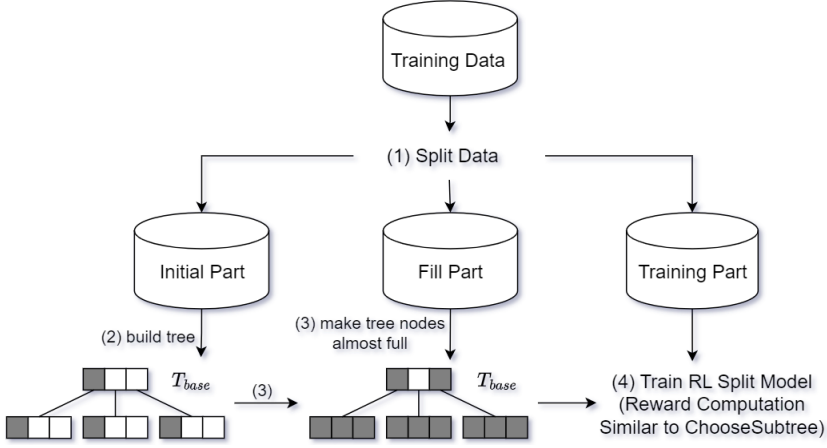 Training Data
(1) Split Data
Initial Part
Fill Part
Training Part
(2) build tree
(3) make tree nodes
almost full
T_base
(3)
T_base
(4) Train RL Split Model
(Reward Computation
Similar to ChooseSubtree)